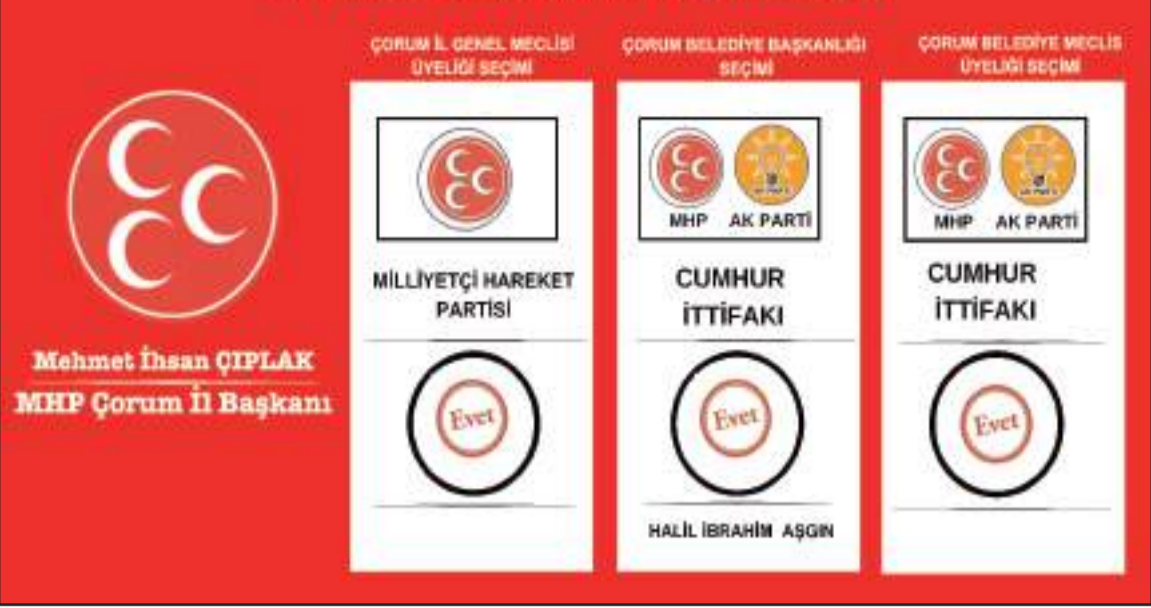 ÇORUM İL GENEL MECLİSİ
ÜYELİĞİ SEÇİMİ
MİLLİYETÇİ HAREKET
PARTİSİ
Evet
ÇORUM BELEDİYE BAŞKANLIĞI
SEÇİMİ
MHP AK PARTİ
CUMHUR
İTTİFAKI
Evet
HALİL İBRAHİM AŞGIN
ÇORUM BELEDİYE MECLİS
ÜYELİĞİ SEÇİMİ
MHP AK PARTİ
CUMHUR
İTTİFAKI
Evet
Mehmet İhsan ÇIPLAK
MHP Çorum İl Başkanı